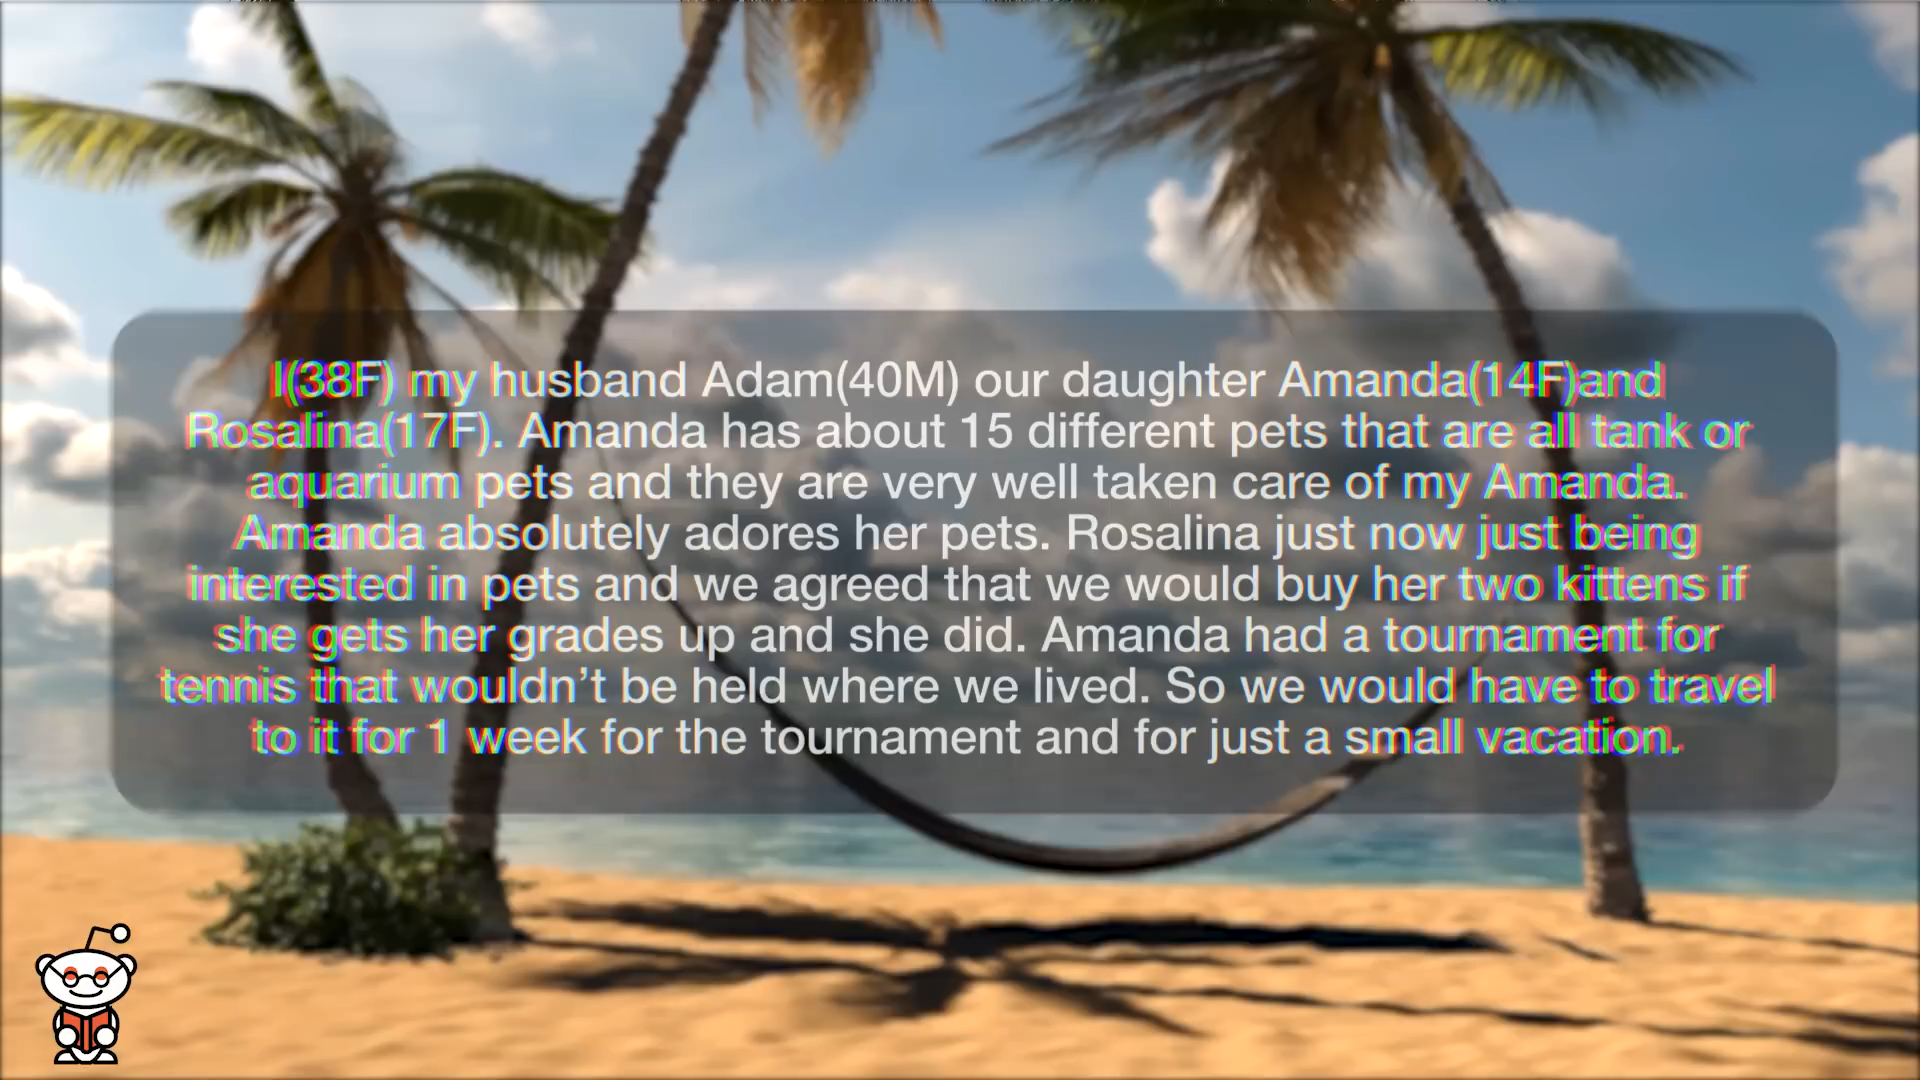 I(38F) my husband Adam(40M) our daughter Amanda(14F)and
Rosalina(17F). Amanda has about 15 different pets that are all tank or
aquarium pets and they are very well taken care of my Amanda.
Amanda absolutely adores her pets. Rosalina just now just being
interested in pets and we agreed that we would buy her two kittens if
she gets her grades up and she did. Amanda had a tournament for
tennis that wouldn’t be held where we lived. So we would have to travel
to it for 1 week for the tournament and for just a small vacation.